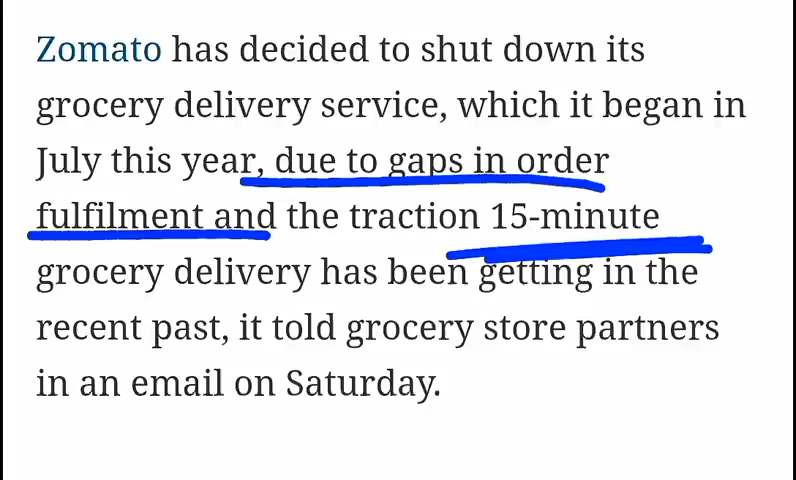 Zomato has decided to shut down its
grocery delivery service, which it began in
July this year, due to gaps in order
fulfilment and the traction 15-minute
grocery delivery has been getting in the
recent past, it told grocery store partners
in an email on Saturday.